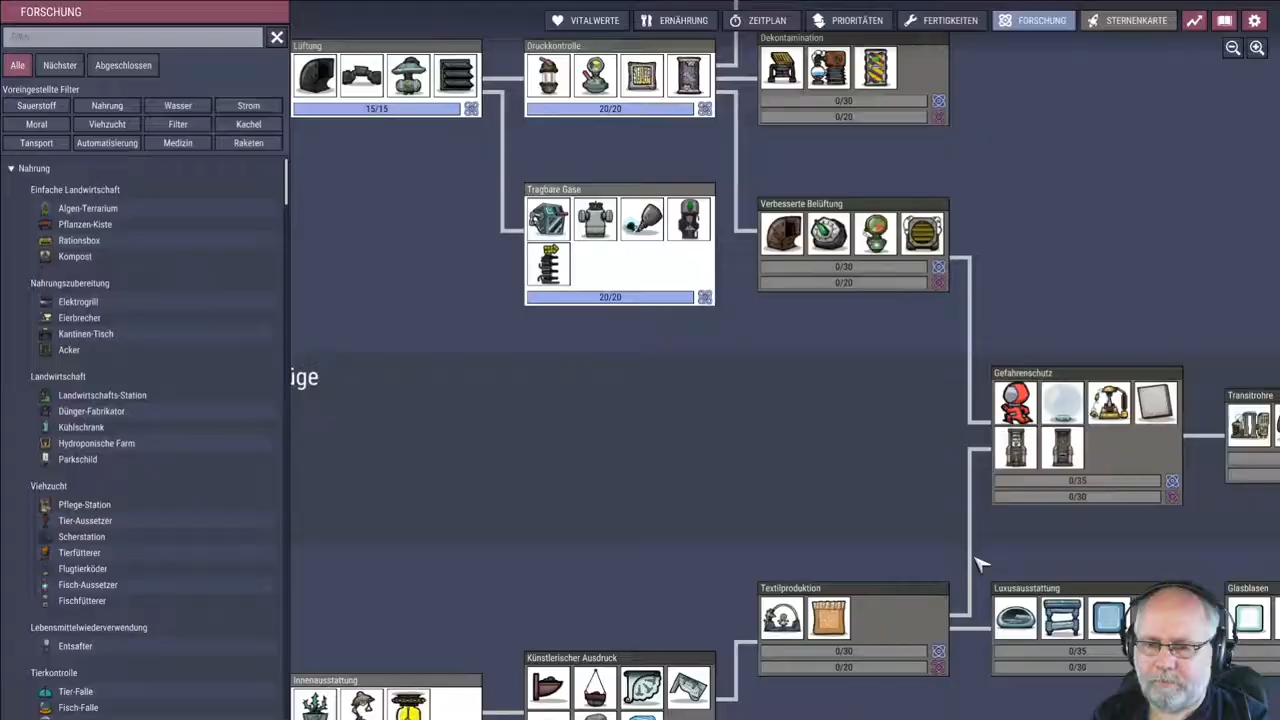 FORSCHUNG
VITALWERTE
ERNÄHRUNG
ZEITPLAN
PRIORITÄTEN
FERTIGKEITEN
FORSCHUNG
STERNENKARTE
Filter
Alle
Nächster
Abgeschlossen
Voreingestellte Filter
Sauerstoff
Nahrung
Wasser
Strom
Moral
Viehzucht
Filter
Kachel
Tansport
Automatisierung
Medizin
Raketen
Nahrung
Einfache Landwirtschaft
Algen-Terrarium
Pflanzen-Kiste
Rationsbox
Kompost
Nahrungszubereitung
Elektrogrill
Eierbrecher
Kantinen-Tisch
Acker
Landwirtschaft
Landwirtschafts-Station
Dünger-Fabrikator
Kühlschrank
Hydroponische Farm
Parkschild
Viehzucht
Pflege-Station
Tier-Aussetzer
Scherstation
Tierfütterer
Flugtierköder
Fisch-Aussetzer
Fischfütterer
Lebensmittelwiederverwendung
Entsafter
Tierkontrolle
Tier-Falle
Fisch-Falle
Lüftung
15/15
Druckkontrolle
20/20
Dekontamination
0/30
0/20
Tragbare Gase
20/20
Verbesserte Belüftung
0/30
0/20
üge
Gefahrenschutz
0/35
0/30
Transitrohre
Textilproduktion
0/30
0/20
Luxusausstattung
0/35
0/30
Glasblasen
Künstlerischer Ausdruck
Innenausstattung